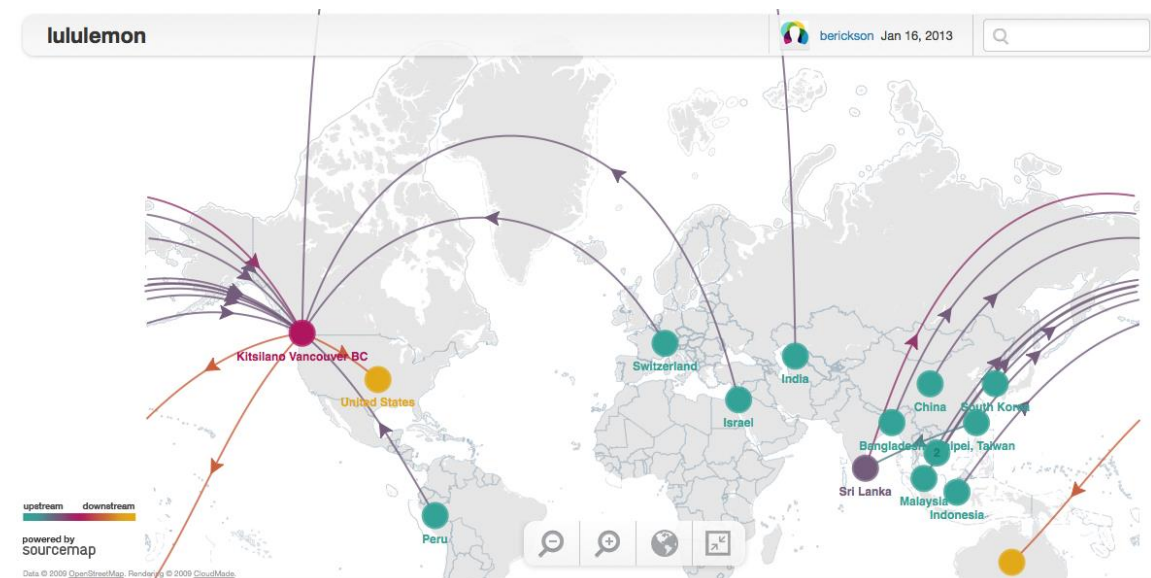 lululemon
berickson Jan 16, 2013
Kitsilano Vancouver BC
United States
Switzerland
India
Israel
China
South Korea
Bangladesh
Taipei, Taiwan
2
Sri Lanka
Malaysia
Indonesia
Peru
upstream downstream
powered by
sourcemap
Data © 2009 OpenStreetMap. Rendering © 2009 CloudMade.